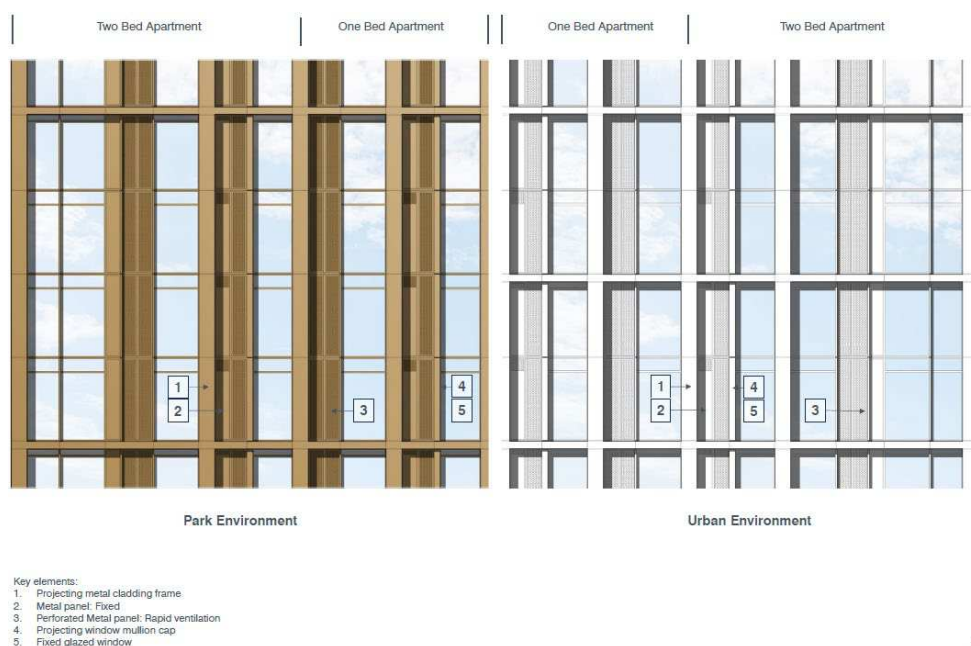 Two Bed Apartment
One Bed Apartment
One Bed Apartment
Two Bed Apartment
1
2
3
4
5
1
2
4
5
3
Park Environment
Urban Environment
Key elements:
1. Projecting metal cladding frame
2. Metal panel: Fixed
3. Perforated Metal panel: Rapid ventilation
4. Projecting window mullion cap
5. Fixed glazed window